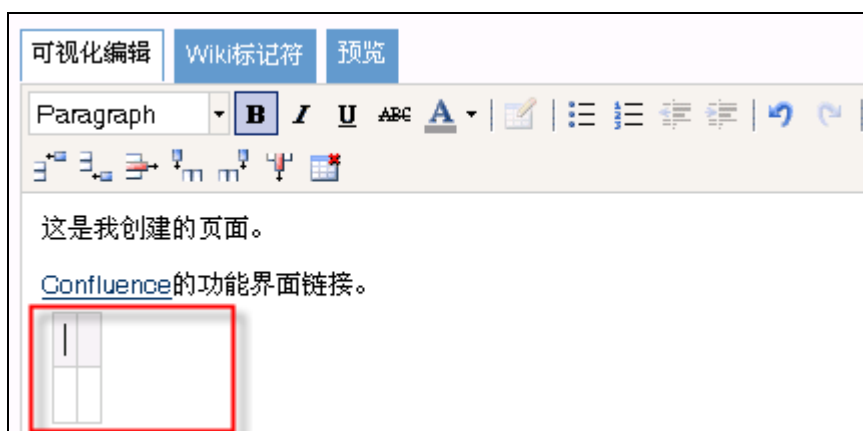 可视化编辑 Wiki标记符 预览
Paragraph B I U ABC A
这是我创建的页面。
Confluence的功能界面链接。